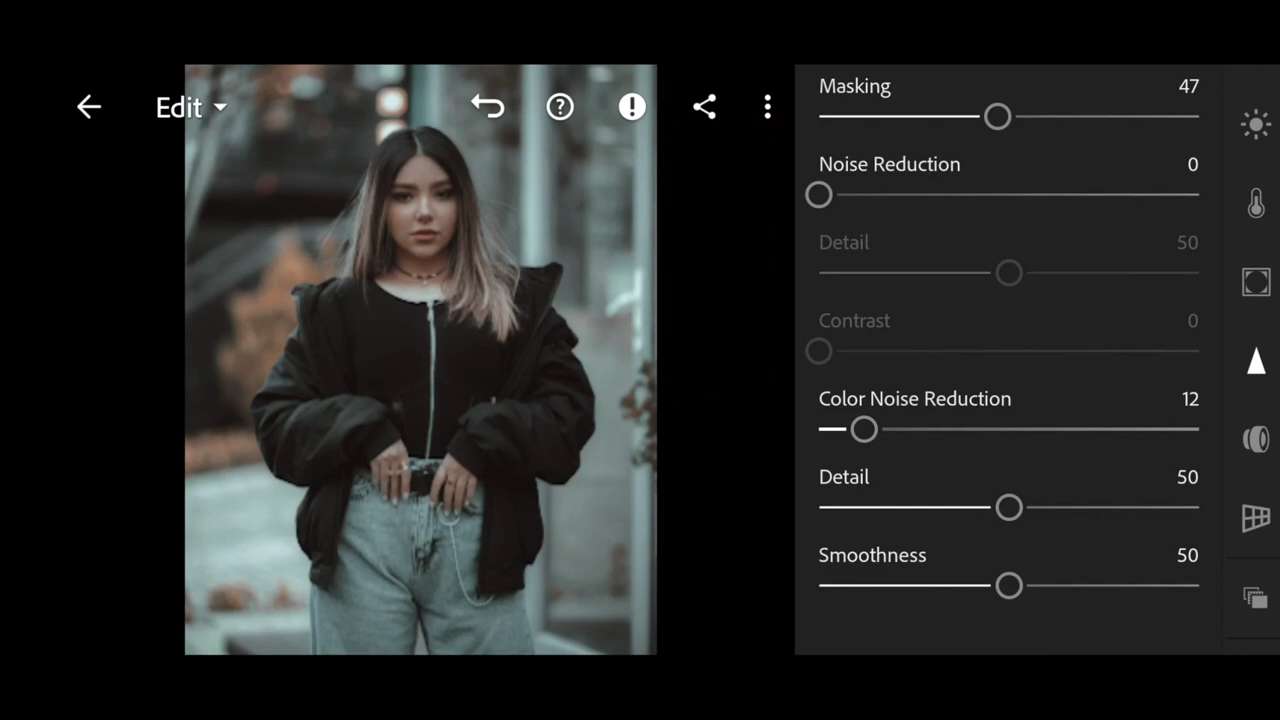 Edit
Masking 47
Noise Reduction 0
Detail 50
Contrast 0
Color Noise Reduction 12
Detail 50
Smoothness 50